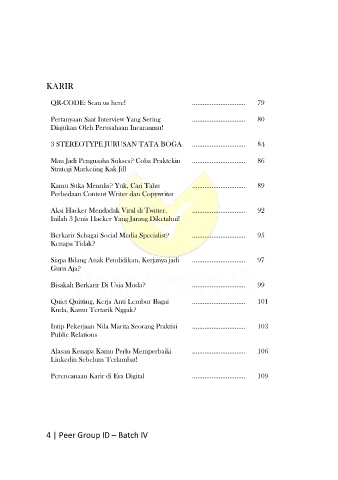 KARIR
QR-CODE: Scan us here! .............................. 79
Pertanyaan Saat Interview Yang Sering .............................. 80
Diajukan Oleh Perusahaan Incaranmu!
3 STEREOTYPE JURUSAN TATA BOGA .............................. 84
Mau Jadi Pengusaha Sukses? Coba Praktekin .............................. 86
Strategi Marketing Kak Jill
Kamu Suka Menulis? Yuk, Cari Tahu .............................. 89
Perbedaan Content Writer dan Copywriter
Aksi Hacker Mendadak Viral di Twitter. .............................. 92
Inilah 3 Jenis Hacker Yang Jarang Diketahui!
Berkarir Sebagai Social Media Specialist? .............................. 95
Kenapa Tidak?
Siapa Bilang Anak Pendidikan, Kerjanya jadi .............................. 97
Guru Aja?
Bisakah Berkarir Di Usia Muda? .............................. 99
Quiet Quitting, Kerja Anti Lembur Bagai .............................. 101
Kuda, Kamu Tertarik Nggak?
Intip Pekerjaan Nila Marita Seorang Praktisi .............................. 103
Public Relations
Alasan Kenapa Kamu Perlu Memperbaiki .............................. 106
Linkedin Sebelum Terlambat!
Perencanaan Karir di Era Digital .............................. 109
4 | Peer Group ID – Batch IV